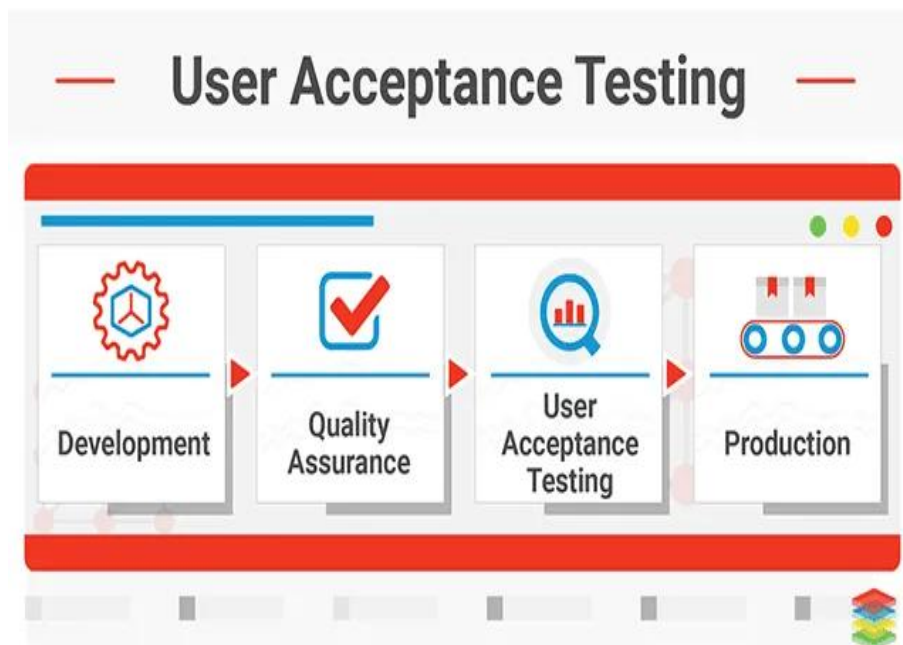 User Acceptance Testing
Development
Quality
Assurance
User
Acceptance
Testing
Production